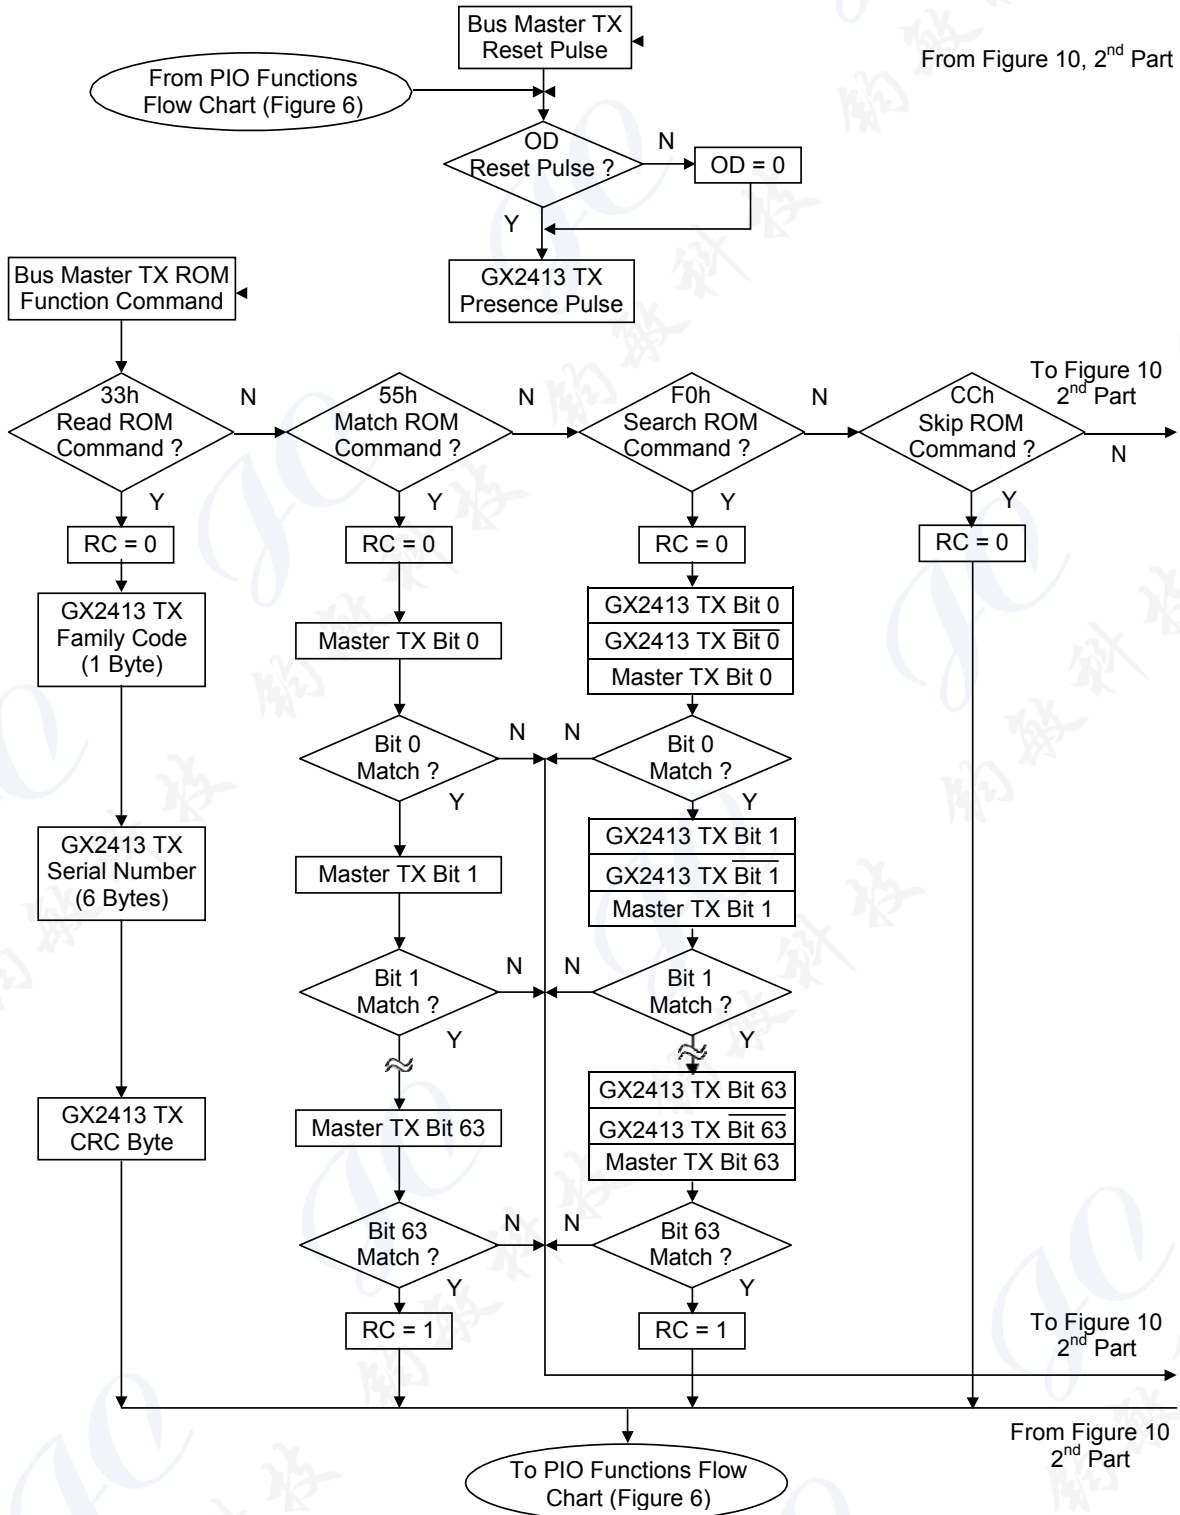 Bus Master TX
Reset Pulse
From Figure 10, 2nd Part
From PIO Functions
Flow Chart (Figure 6)
OD
Reset Pulse ?
N
OD = 0
Y
GX2413 TX
Presence Pulse
Bus Master TX ROM
Function Command
To Figure 10
2nd Part
33h
Read ROM
Command ?
N
55h
Match ROM
Command ?
N
F0h
Search ROM
Command ?
N
CCh
Skip ROM
Command ?
N
Y
Y
Y
Y
RC = 0
RC = 0
RC = 0
RC = 0
GX2413 TX
Family Code
(1 Byte)
Master TX Bit 0
GX2413 TX Bit 0
GX2413 TX B̅i̅t̅ ̅0̅
Master TX Bit 0
Bit 0
Match ?
N
N
Bit 0
Match ?
Y
Y
GX2413 TX
Serial Number
(6 Bytes)
Master TX Bit 1
GX2413 TX Bit 1
GX2413 TX B̅i̅t̅ ̅1̅
Master TX Bit 1
Bit 1
Match ?
N
N
Bit 1
Match ?
Y
Y
GX2413 TX
CRC Byte
Master TX Bit 63
GX2413 TX Bit 63
GX2413 TX B̅i̅t̅ ̅6̅3̅
Master TX Bit 63
Bit 63
Match ?
N
N
Bit 63
Match ?
Y
Y
RC = 1
RC = 1
To Figure 10
2nd Part
From Figure 10
2nd Part
To PIO Functions Flow
Chart (Figure 6)